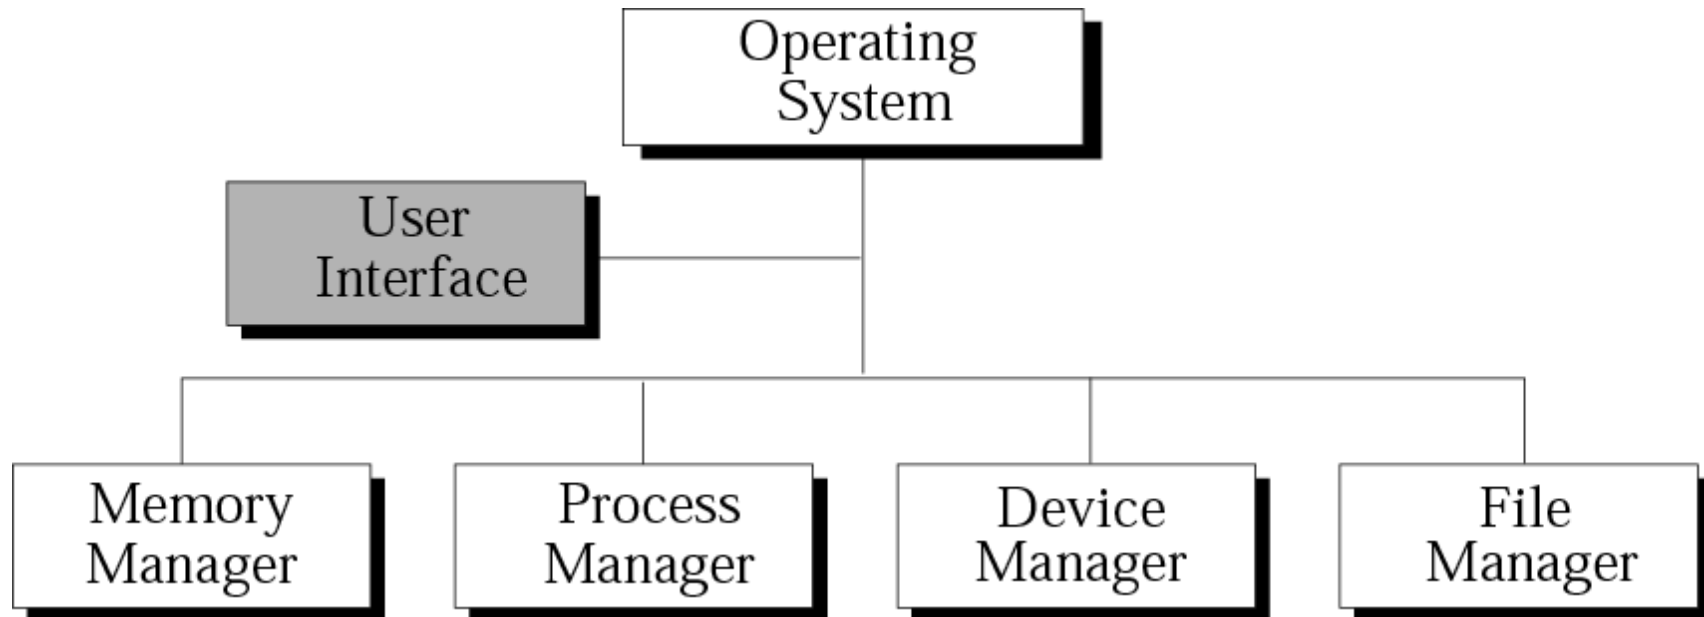 Operating
System
User
Interface
Memory
Manager
Process
Manager
Device
Manager
File
Manager